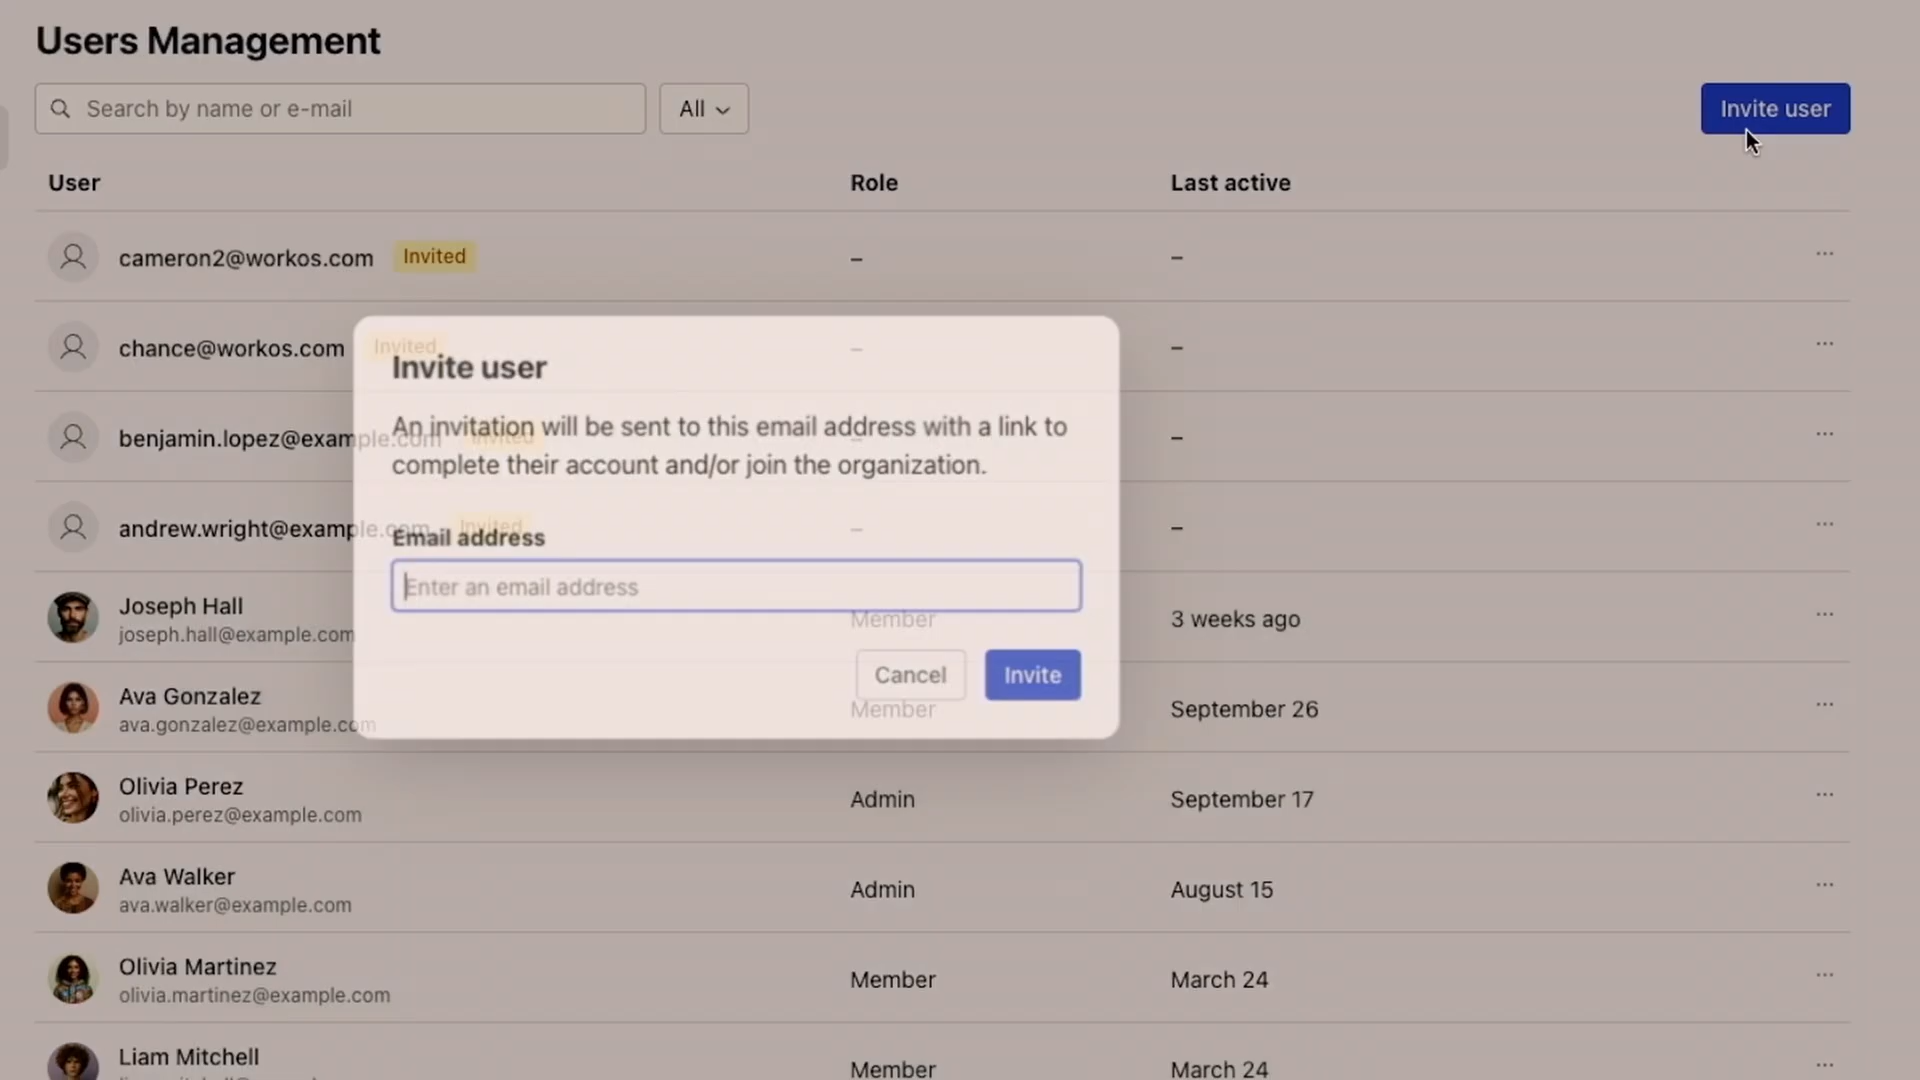 Users Management
Search by name or e-mail
All
Invite user
User Role Last active
cameron2@workos.com Invited – –
chance@workos.com Invited – –
Invite user
An invitation will be sent to this email address with a link to
complete their account and/or join the organization.
benjamin.lopez@example.com Invited – –
andrew.wright@example.com Invited – –
Email address
Enter an email address
Cancel
Invite
Joseph Hall
joseph.hall@example.com
Member
3 weeks ago
Ava Gonzalez
ava.gonzalez@example.com
Member
September 26
Olivia Perez
olivia.perez@example.com
Admin
September 17
Ava Walker
ava.walker@example.com
Admin
August 15
Olivia Martinez
olivia.martinez@example.com
Member
March 24
Liam Mitchell
Member
March 24